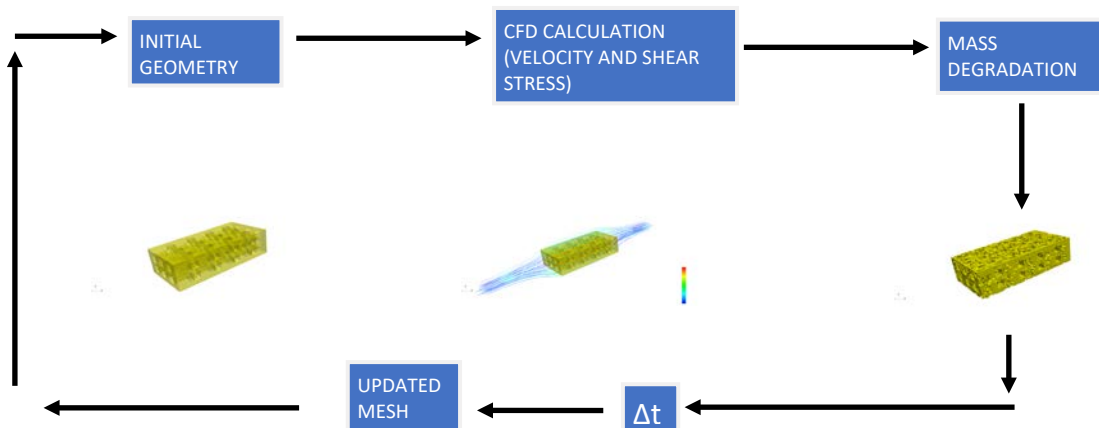 INITIAL
GEOMETRY
CFD CALCULATION
(VELOCITY AND SHEAR
STRESS)
MASS
DEGRADATION
UPDATED
MESH
Δt